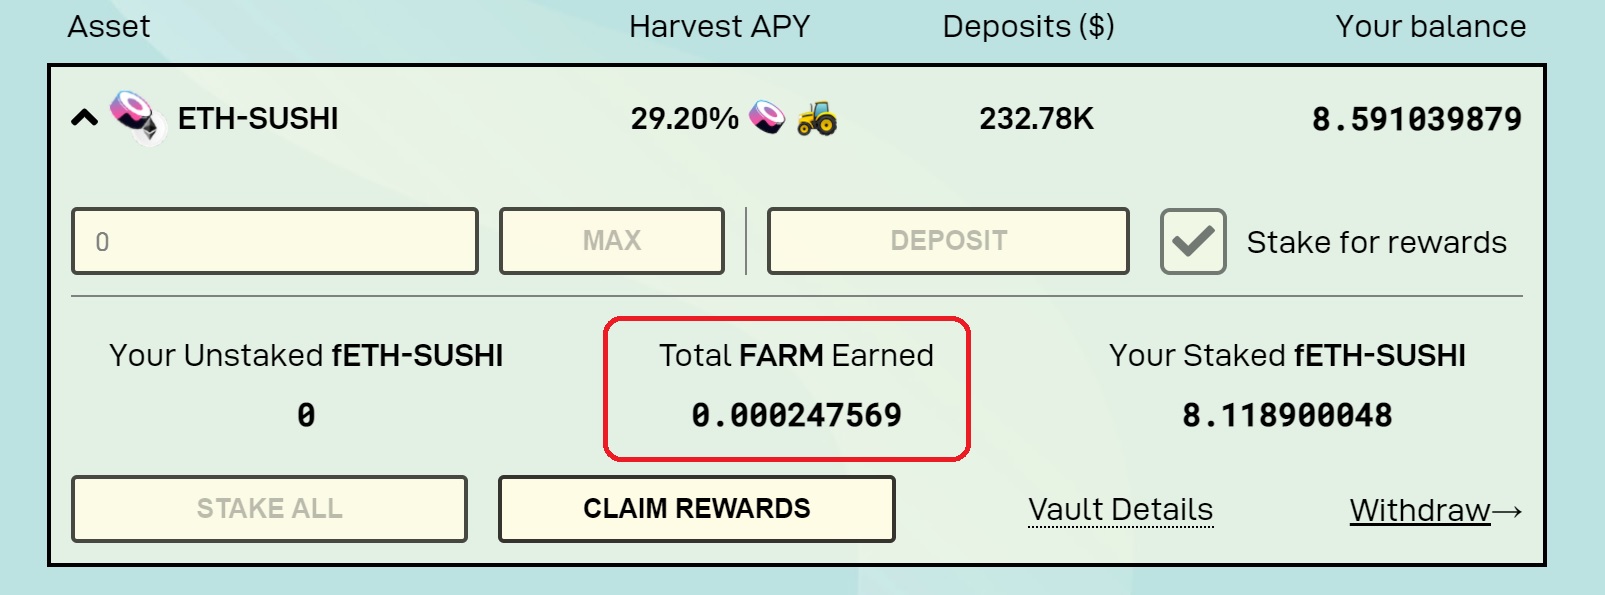 Asset Harvest APY Deposits ($) Your balance
ETH-SUSHI 29.20% 232.78K 8.591039879
0 MAX DEPOSIT Stake for rewards
Your Unstaked fETH-SUSHI Total FARM Earned Your Staked fETH-SUSHI
0 0.000247569 8.118900048
STAKE ALL CLAIM REWARDS Vault Details Withdraw→